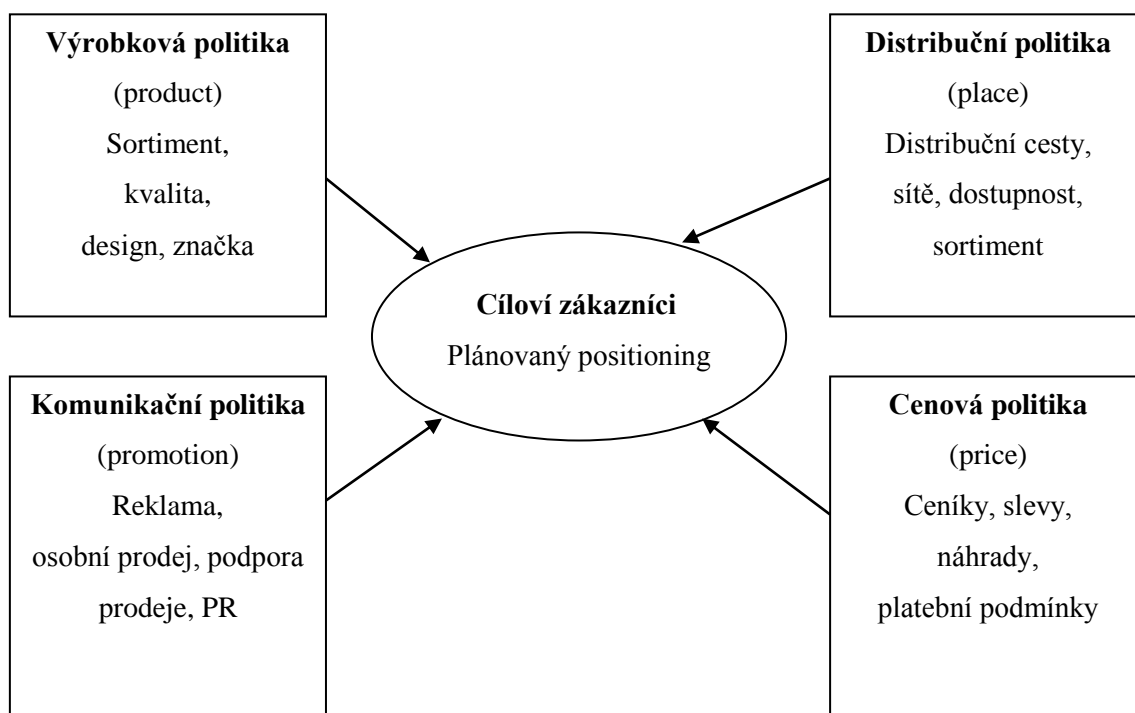 Výrobková politika
(product)
Sortiment,
kvalita,
design, značka
Distribuční politika
(place)
Distribuční cesty,
sítě, dostupnost,
sortiment
Cíloví zákazníci
Plánovaný positioning
Komunikační politika
(promotion)
Reklama,
osobní prodej, podpora
prodeje, PR
Cenová politika
(price)
Ceníky, slevy,
náhrady,
platební podmínky